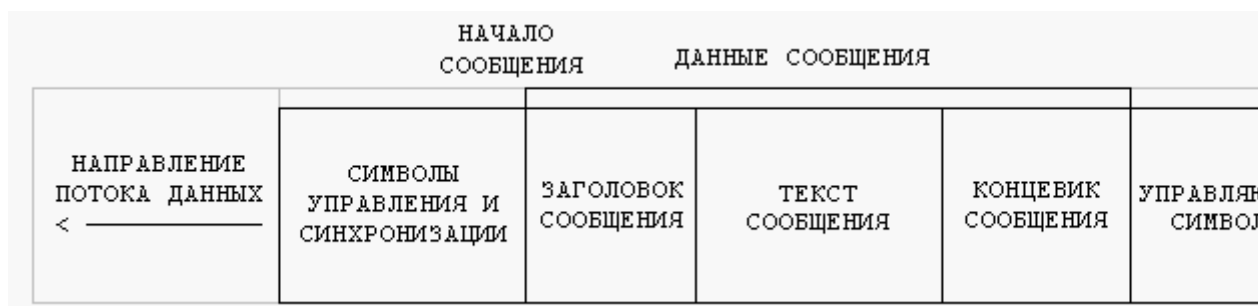 НАЧАЛО
СООБЩЕНИЯ
ДАННЫЕ СООБЩЕНИЯ
НАПРАВЛЕНИЕ
ПОТОКА ДАННЫХ
<
СИМВОЛЫ
УПРАВЛЕНИЯ И
СИНХРОНИЗАЦИИ
ЗАГОЛОВОК
СООБЩЕНИЯ
ТЕКСТ
СООБЩЕНИЯ
КОНЦЕВИК
СООБЩЕНИЯ